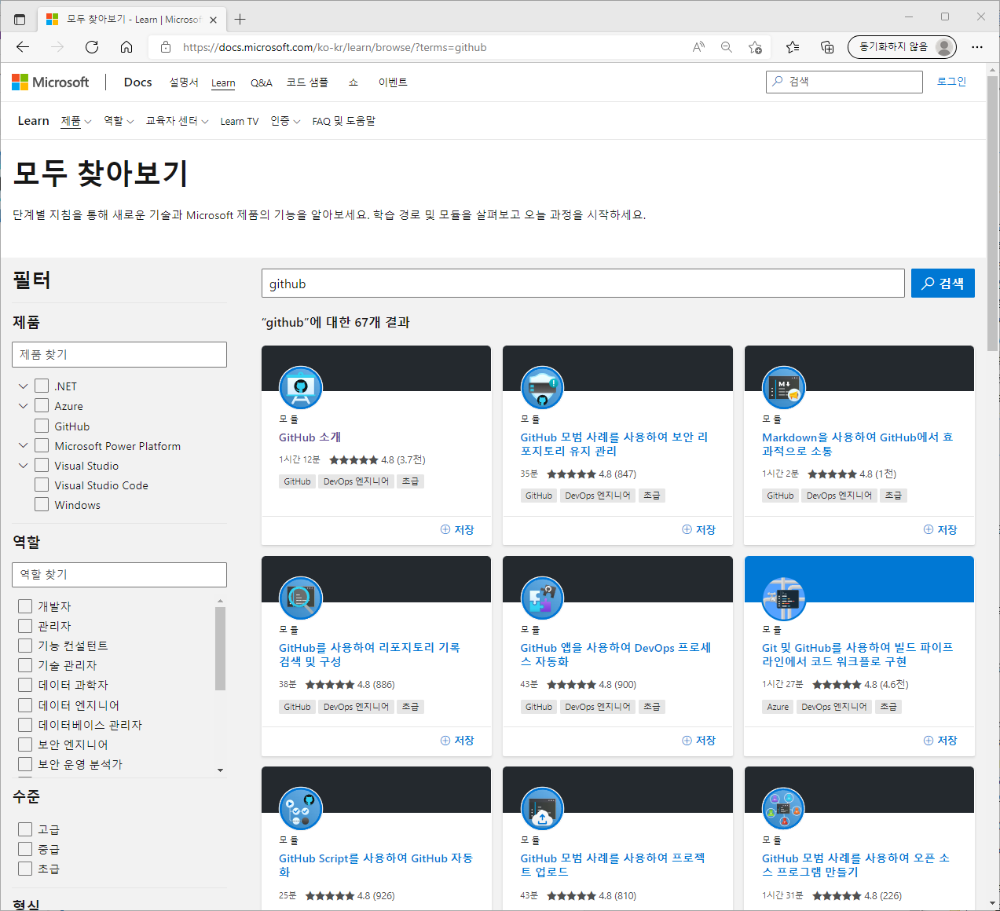 모두 찾아보기 - Learn | Microsof
https://docs.microsoft.com/ko-kr/learn/browse/?terms=github
동기화하지 않음
Microsoft
Docs 설명서 Learn Q&A 코드 샘플 쇼 이벤트
검색
로그인
Learn 제품 역할 교육자 센터 Learn TV 인증 FAQ 및 도움말
모두 찾아보기
단계별 지침을 통해 새로운 기술과 Microsoft 제품의 기능을 알아보세요. 학습 경로 및 모듈을 살펴보고 오늘 과정을 시작하세요.
필터
제품
제품 찾기
.NET
Azure
GitHub
Microsoft Power Platform
Visual Studio
Visual Studio Code
Windows
역할
역할 찾기
개발자
관리자
기능 컨설턴트
기술 관리자
데이터 과학자
데이터 엔지니어
데이터베이스 관리자
보안 엔지니어
보안 운영 분석가
수준
고급
중급
초급
형식
github
검색
“github”에 대한 67개 결과
모듈
GitHub 소개
1시간 12분 ★★★★★ 4.8 (3.7천)
GitHub DevOps 엔지니어 초급
저장
모듈
GitHub 모범 사례를 사용하여 보안 리
포지토리 유지 관리
35분 ★★★★★ 4.8 (847)
GitHub DevOps 엔지니어 초급
저장
M↓
모듈
Markdown을 사용하여 GitHub에서 효
과적으로 소통
1시간 2분 ★★★★★ 4.8 (1천)
GitHub DevOps 엔지니어 초급
저장
모듈
GitHub를 사용하여 리포지토리 기록
검색 및 구성
38분 ★★★★★ 4.8 (886)
GitHub DevOps 엔지니어 초급
저장
모듈
GitHub 앱을 사용하여 DevOps 프로세
스 자동화
43분 ★★★★★ 4.8 (900)
GitHub DevOps 엔지니어 초급
저장
모듈
Git 및 GitHub를 사용하여 빌드 파이프
라인에서 코드 워크플로 구현
1시간 27분 ★★★★★ 4.8 (4.6천)
Azure DevOps 엔지니어 초급
저장
모듈
GitHub Script를 사용하여 GitHub 자동
화
25분 ★★★★★ 4.8 (926)
모듈
GitHub 모범 사례를 사용하여 프로젝
트 업로드
43분 ★★★★★ 4.8 (810)
모듈
GitHub 모범 사례를 사용하여 오픈 소
스 프로그램 만들기
1시간 31분 ★★★★★ 4.8 (226)